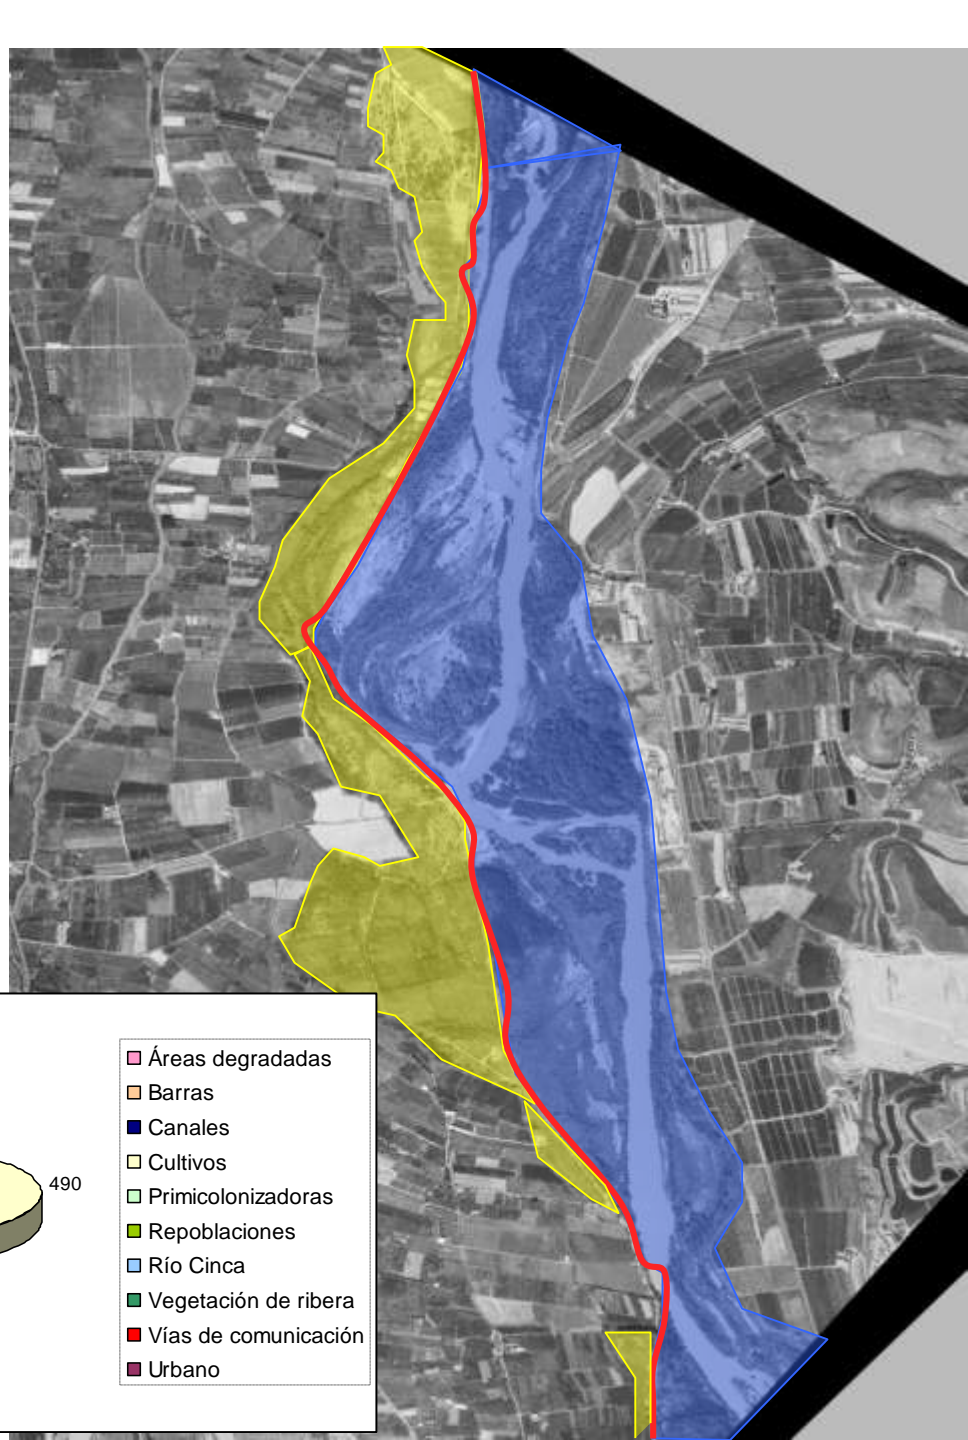 490
Áreas degradadas
Barras
Canales
Cultivos
Primicolonizadoras
Repoblaciones
Río Cinca
Vegetación de ribera
Vías de comunicación
Urbano